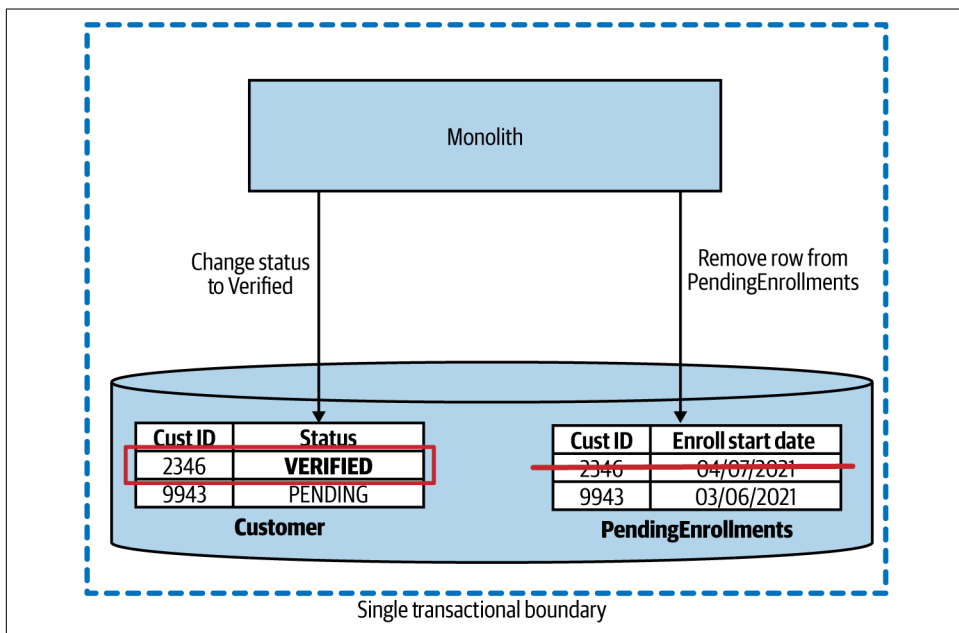 Monolith
Change status
to Verified
Remove row from
PendingEnrollments
Cust ID Status
2346 VERIFIED
9943 PENDING
Customer
Cust ID Enroll start date
2346 04/07/2021
9943 03/06/2021
PendingEnrollments
Single transactional boundary